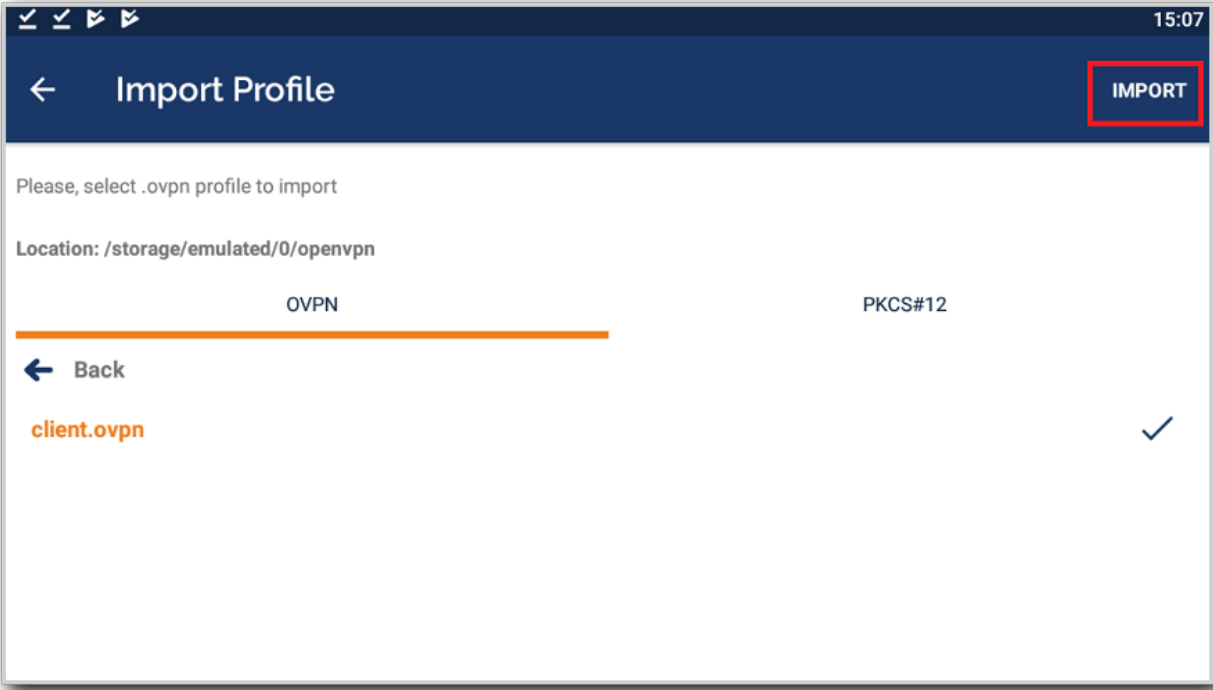 15:07
Import Profile
IMPORT
Please, select .ovpn profile to import
Location: /storage/emulated/0/openvpn
OVPN
PKCS#12
Back
client.ovpn